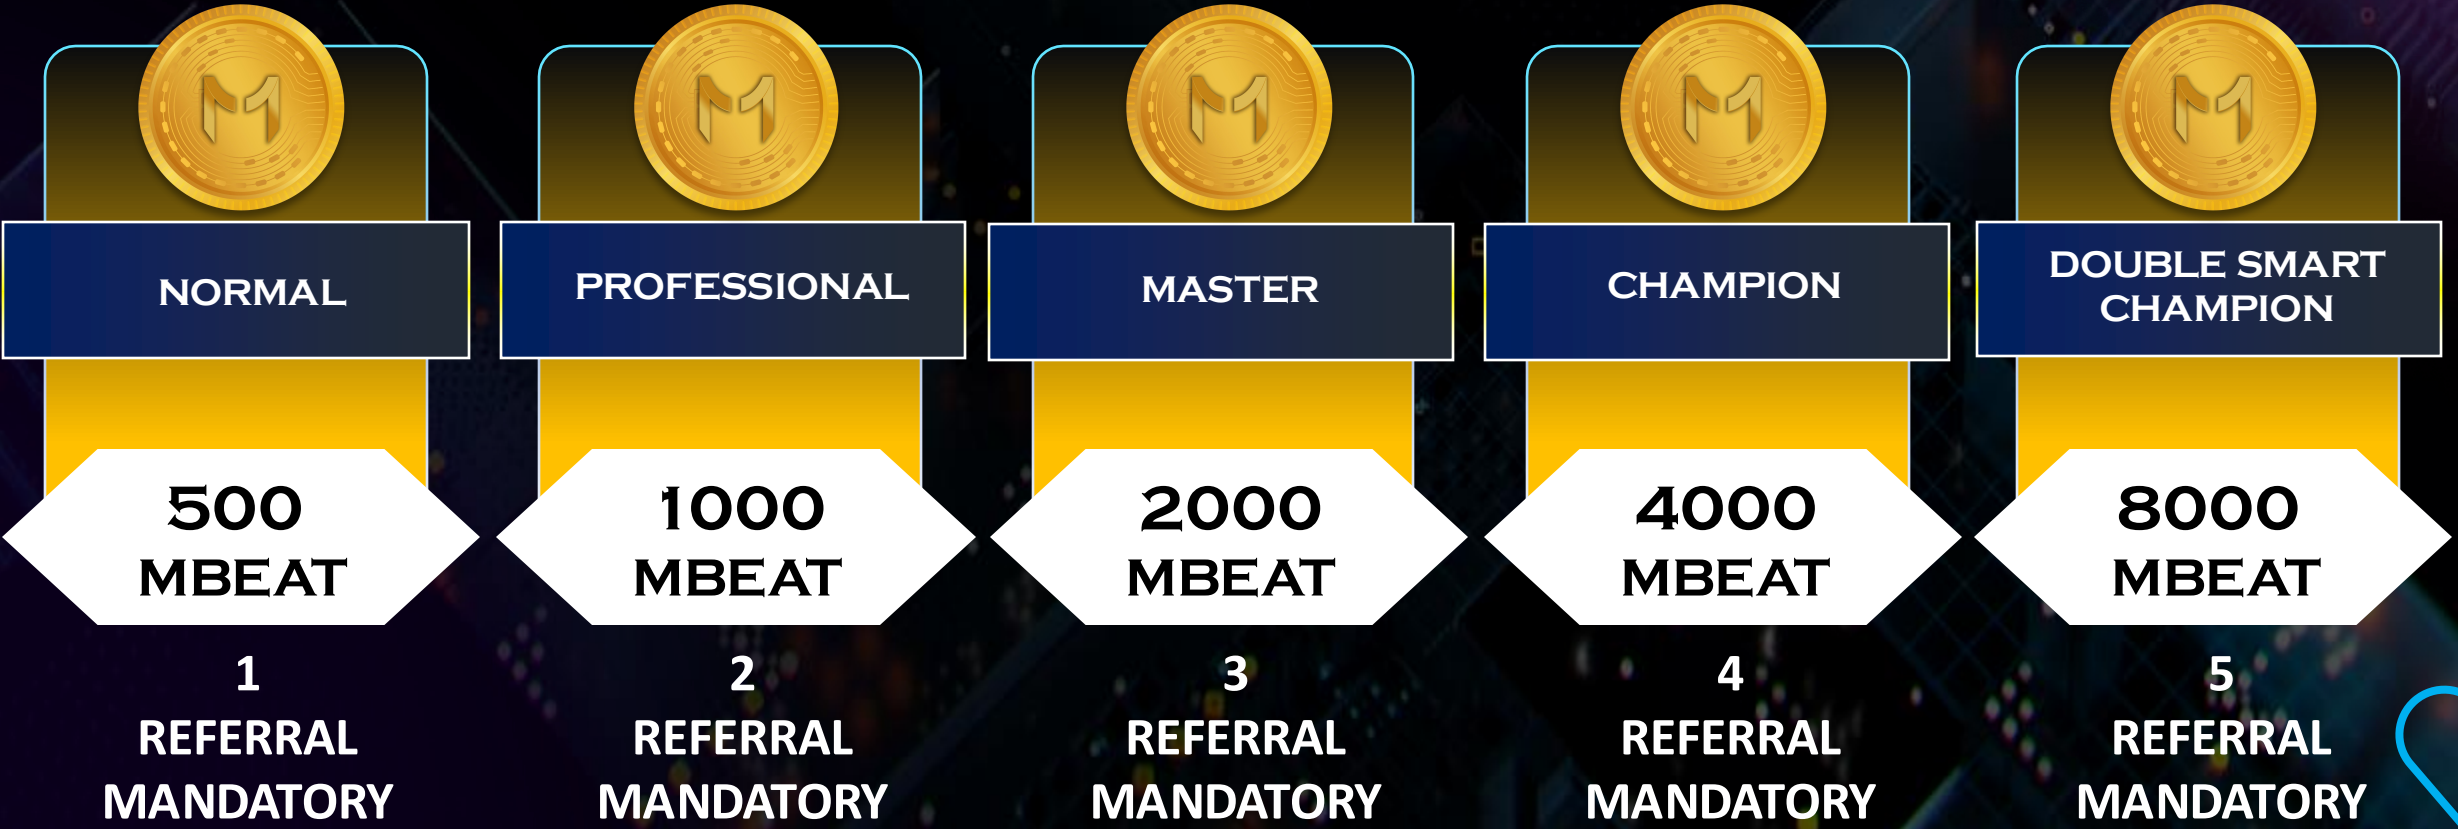 NORMAL
500
MBEAT
1
REFERRAL
MANDATORY
PROFESSIONAL
1000
MBEAT
2
REFERRAL
MANDATORY
MASTER
2000
MBEAT
3
REFERRAL
MANDATORY
CHAMPION
4000
MBEAT
4
REFERRAL
MANDATORY
DOUBLE SMART
CHAMPION
8000
MBEAT
5
REFERRAL
MANDATORY